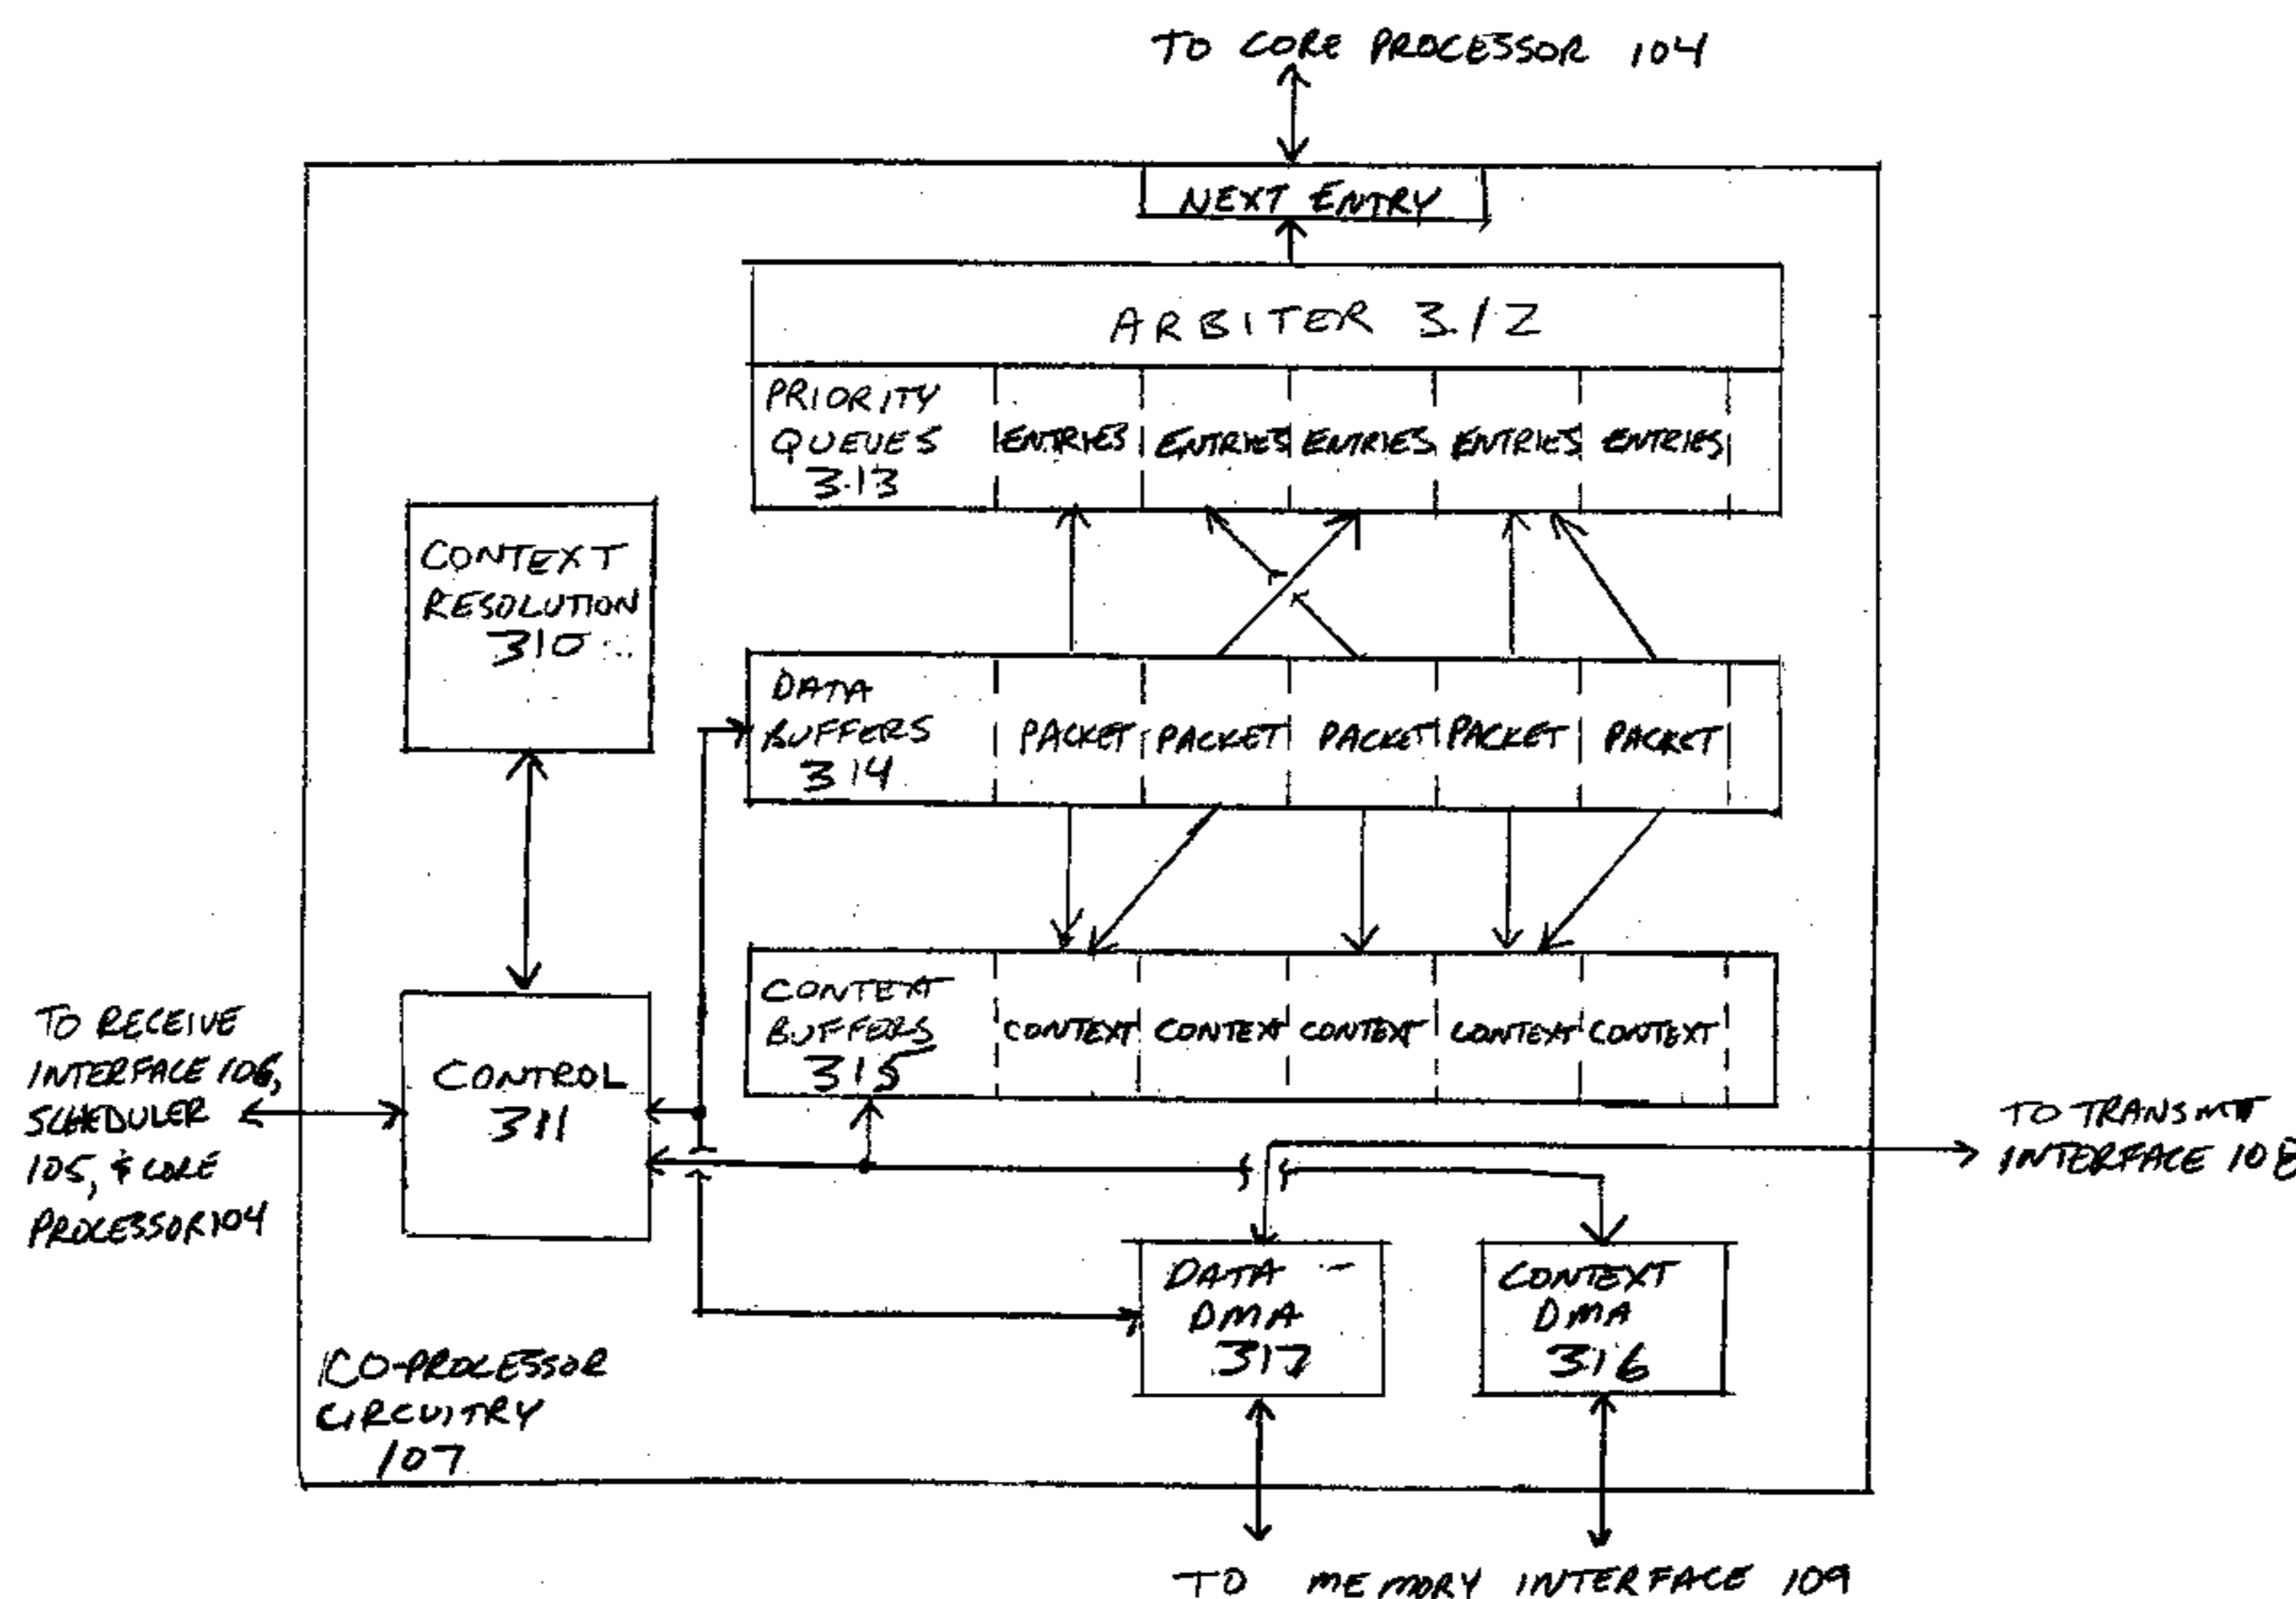 TO CORE PROCESSOR 104
NEXT ENTRY
ARBITER 312
PRIORITY
QUEUES
313
ENTRIES ENTRIES ENTRIES ENTRIES ENTRIES
CONTEXT
RESOLUTION
310
DATA
BUFFERS
314
PACKET PACKET PACKET PACKET PACKET
CONTEXT
BUFFERS
315
CONTEXT CONTEXT CONTEXT CONTEXT CONTEXT
TO RECEIVE
INTERFACE 106,
SCHEDULER
105, & CORE
PROCESSOR 104
CONTROL
311
TO TRANSMIT
INTERFACE 108
DATA
DMA
317
CONTEXT
DMA
316
CO-PROCESSOR
CIRCUITRY
107
TO MEMORY INTERFACE 109